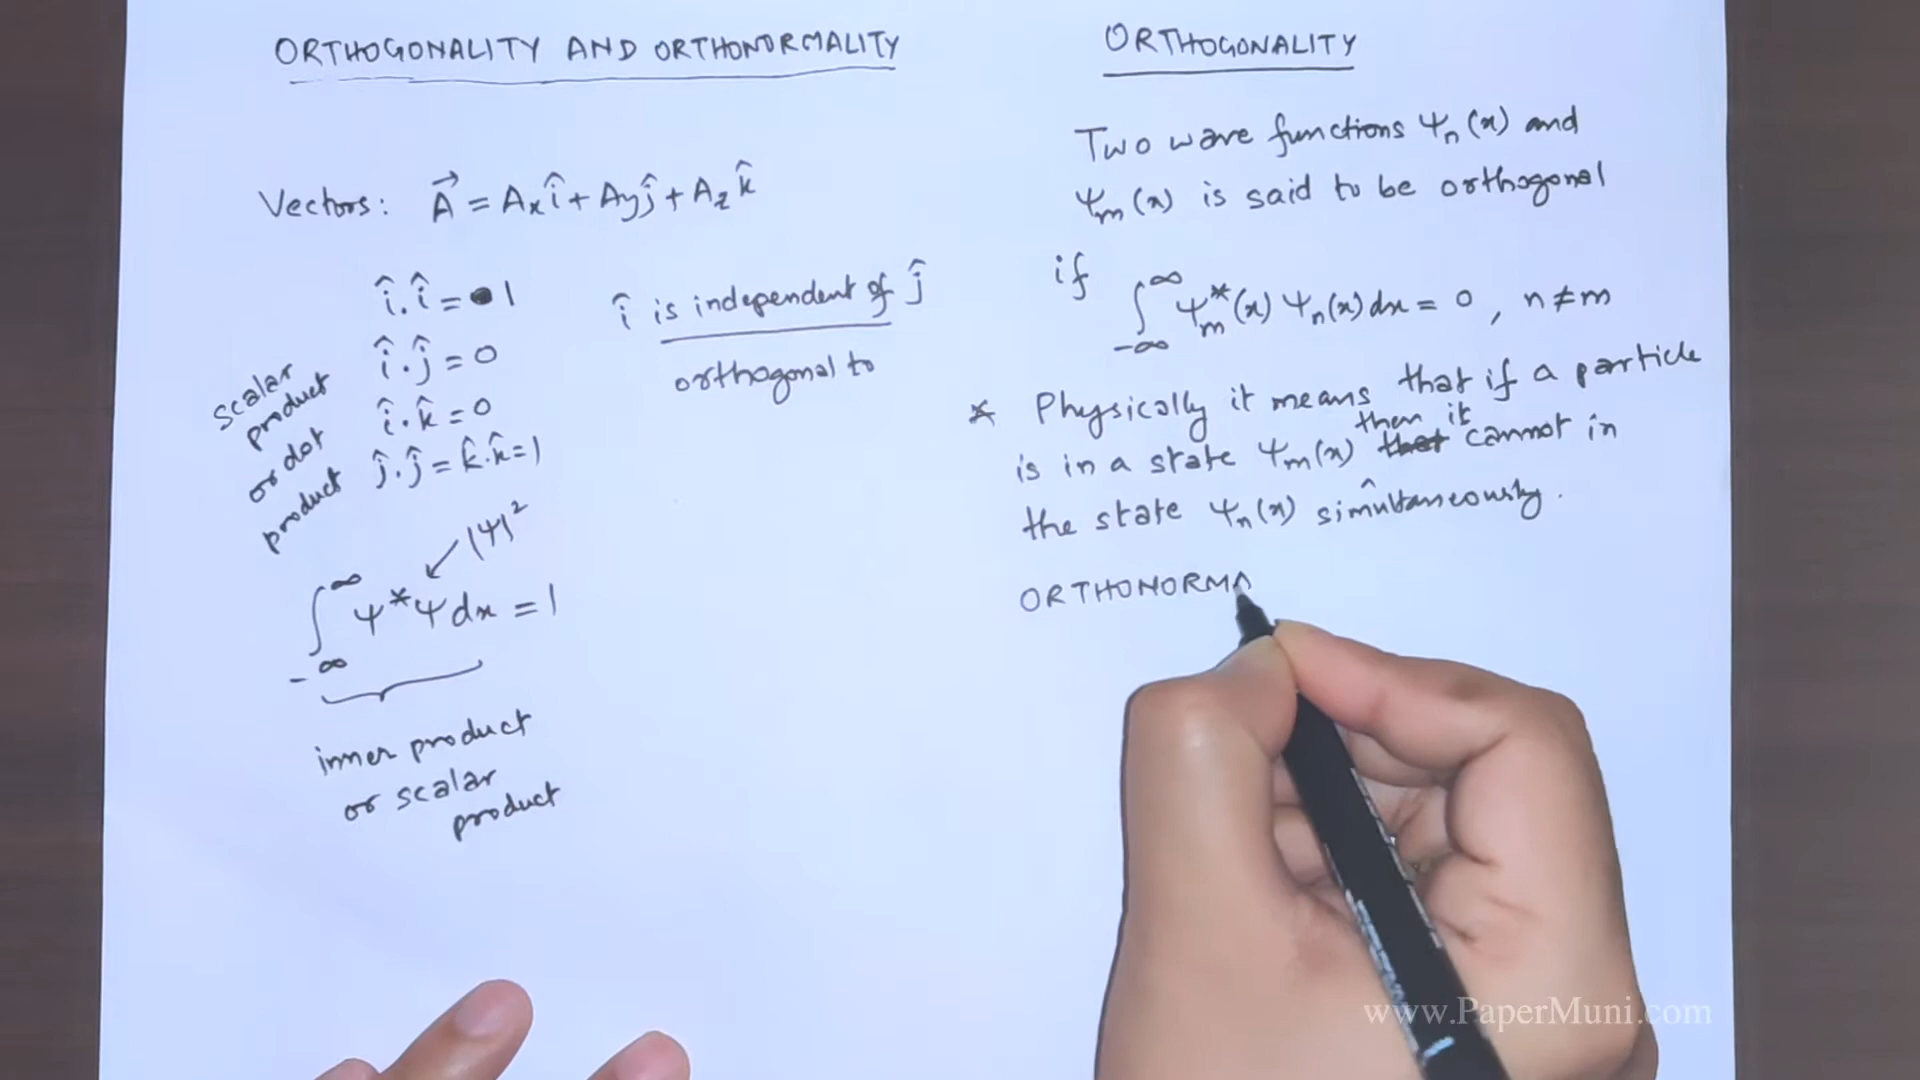 ORTHOGONALITY AND ORTHONORMALITY
Vectors: A⃗ = Axî + Ayĵ + Az k̂
î.î = 1
î.ĵ = 0
î.k̂ = 0
ĵ.ĵ = k̂.k̂ = 1
scalar
product
or dot
product
î is independent of ĵ
orthogonal to
|Ψ|²
∫_{-∞}^{∞} Ψ*Ψdx = 1
inner product
or scalar
product
ORTHOGONALITY
Two wave functions Ψn(x) and
Ψm(x) is said to be orthogonal
if ∫_{-∞}^{∞} Ψm*(x) Ψn(x)dx = 0, n≠m
* Physically it means that if a particle
is in a state Ψm(x) then it cannot in
the state Ψn(x) simultaneously.
ORTHONORMA
www.PaperMuni.com